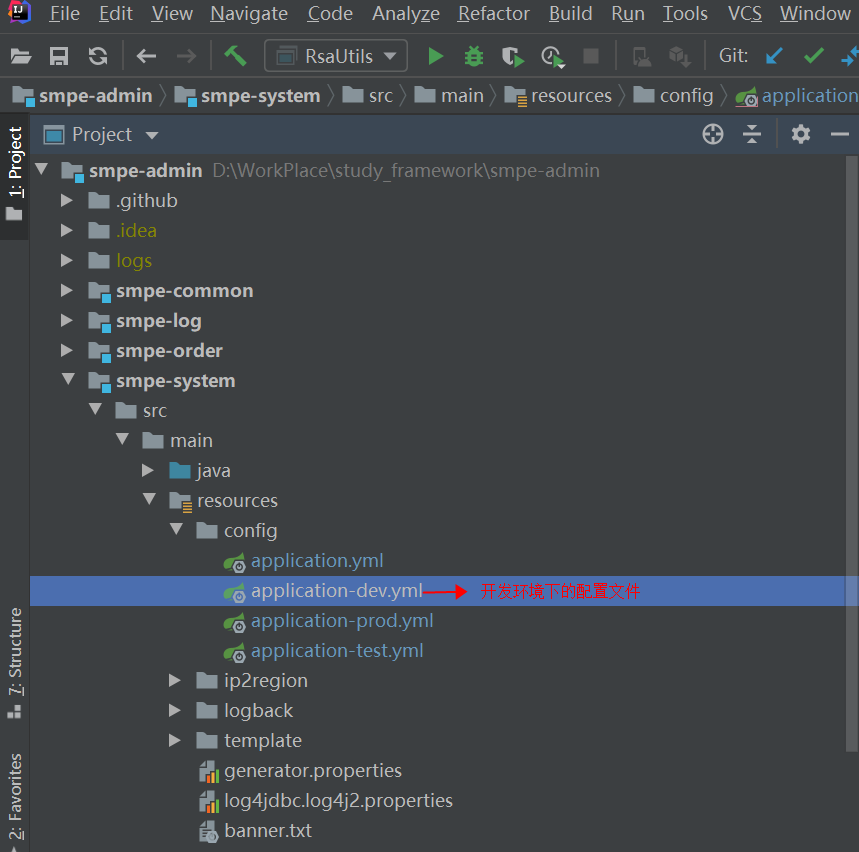 File Edit View Navigate Code Analyze Refactor Build Run Tools VCS Window
RsaUtils Git:
smpe-admin smpe-system src main resources config application
1: Project
Project
smpe-admin D:\WorkPlace\study_framework\smpe-admin
.github
.idea
logs
smpe-common
smpe-log
smpe-order
smpe-system
src
main
java
resources
config
application.yml
application-dev.yml 开发环境下的配置文件
application-prod.yml
application-test.yml
ip2region
logback
template
generator.properties
log4jdbc.log4j2.properties
banner.txt
7: Structure
2: Favorites